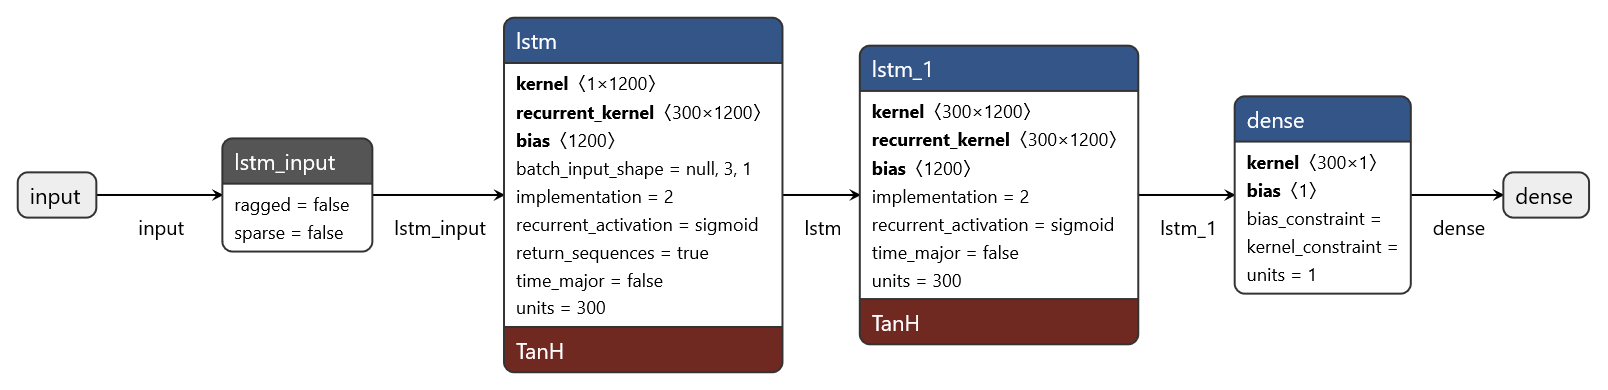 input
input
lstm_input
ragged = false
sparse = false
lstm_input
lstm
kernel〈1×1200〉
recurrent_kernel〈300×1200〉
bias〈1200〉
batch_input_shape = null, 3, 1
implementation = 2
recurrent_activation = sigmoid
return_sequences = true
time_major = false
units = 300
TanH
lstm
lstm_1
kernel〈300×1200〉
recurrent_kernel〈300×1200〉
bias〈1200〉
implementation = 2
recurrent_activation = sigmoid
time_major = false
units = 300
TanH
lstm_1
dense
kernel〈300×1〉
bias〈1〉
bias_constraint =
kernel_constraint =
units = 1
dense
dense